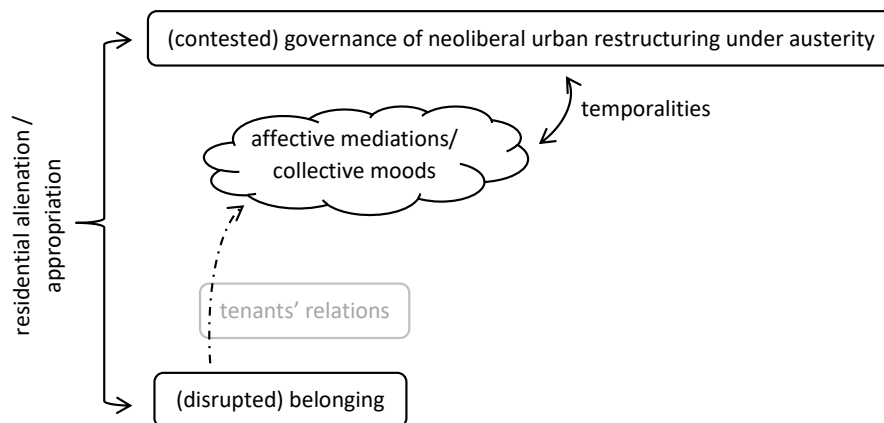 (contested) governance of neoliberal urban restructuring under austerity
temporalities
affective mediations/
collective moods
residential alienation /
appropriation
tenants’ relations
(disrupted) belonging